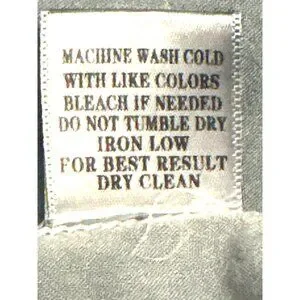 MACHINE WASH COLD
WITH LIKE COLORS
BLEACH IF NEEDED
DO NOT TUMBLE DRY
IRON LOW
FOR BEST RESULT
DRY CLEAN